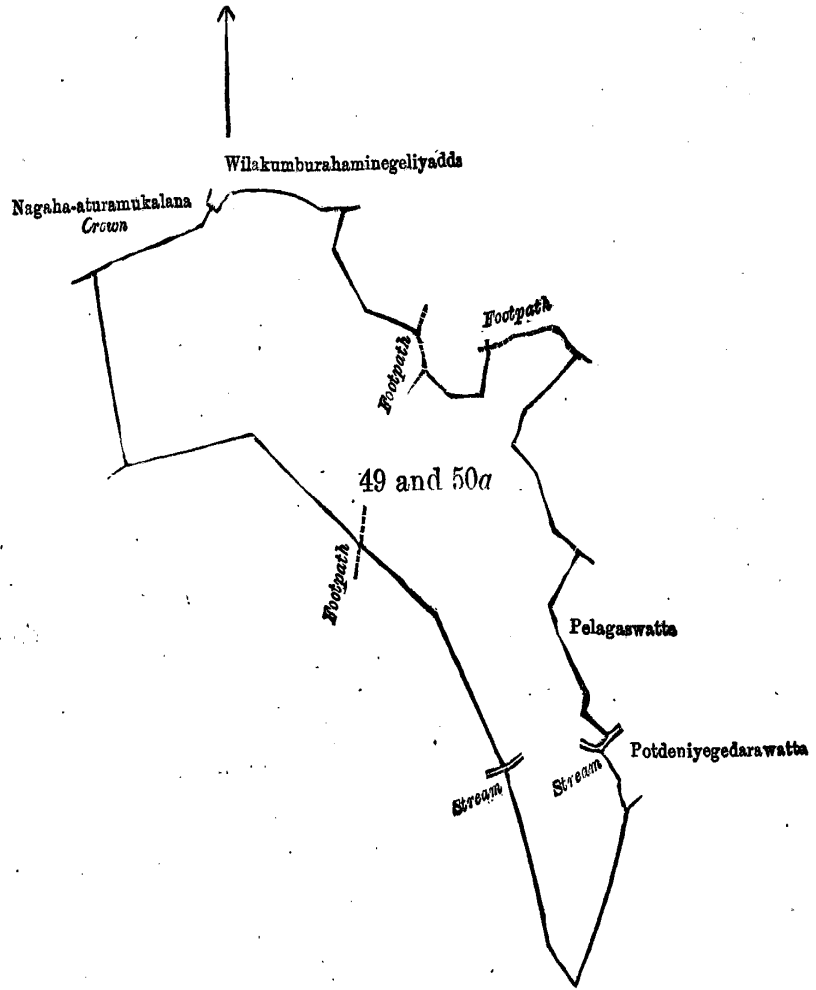 Wilakumburahaminegeliyadda
Nagaha-aturamukalana
Crown
Footpath
Footpath
49 and 50a
Footpath
Pelagaswatta
Potdeniyegedarawatta
Stream
Stream